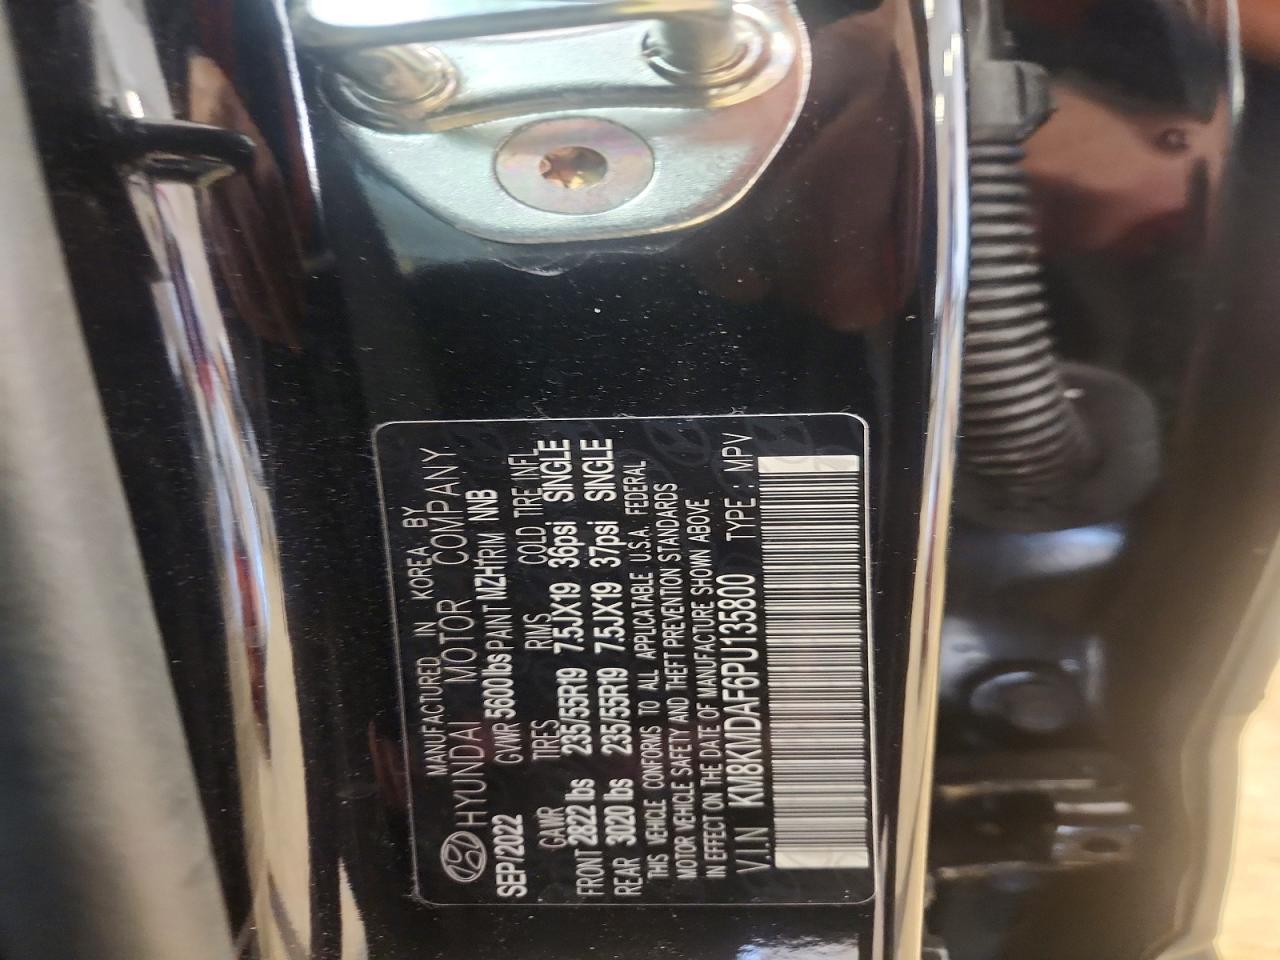 MANUFACTURED IN KOREA BY
HYUNDAI MOTOR COMPANY
SEP/2022 GVWR 5600lbs PAINT MZH TRIM NNB
GAWR TIRES RIMS COLD TIRE INFL
FRONT 2822 lbs 235/55R19 7.5JX19 36psi SINGLE
REAR 3020 lbs 235/55R19 7.5JX19 37psi SINGLE
THIS VEHICLE CONFORMS TO ALL APPLICABLE U.S.A. FEDERAL
MOTOR VEHICLE SAFETY AND THEFT PREVENTION STANDARDS
IN EFFECT ON THE DATE OF MANUFACTURE SHOWN ABOVE.
V.I.N KM8KMDAF6PU135800 TYPE : MPV